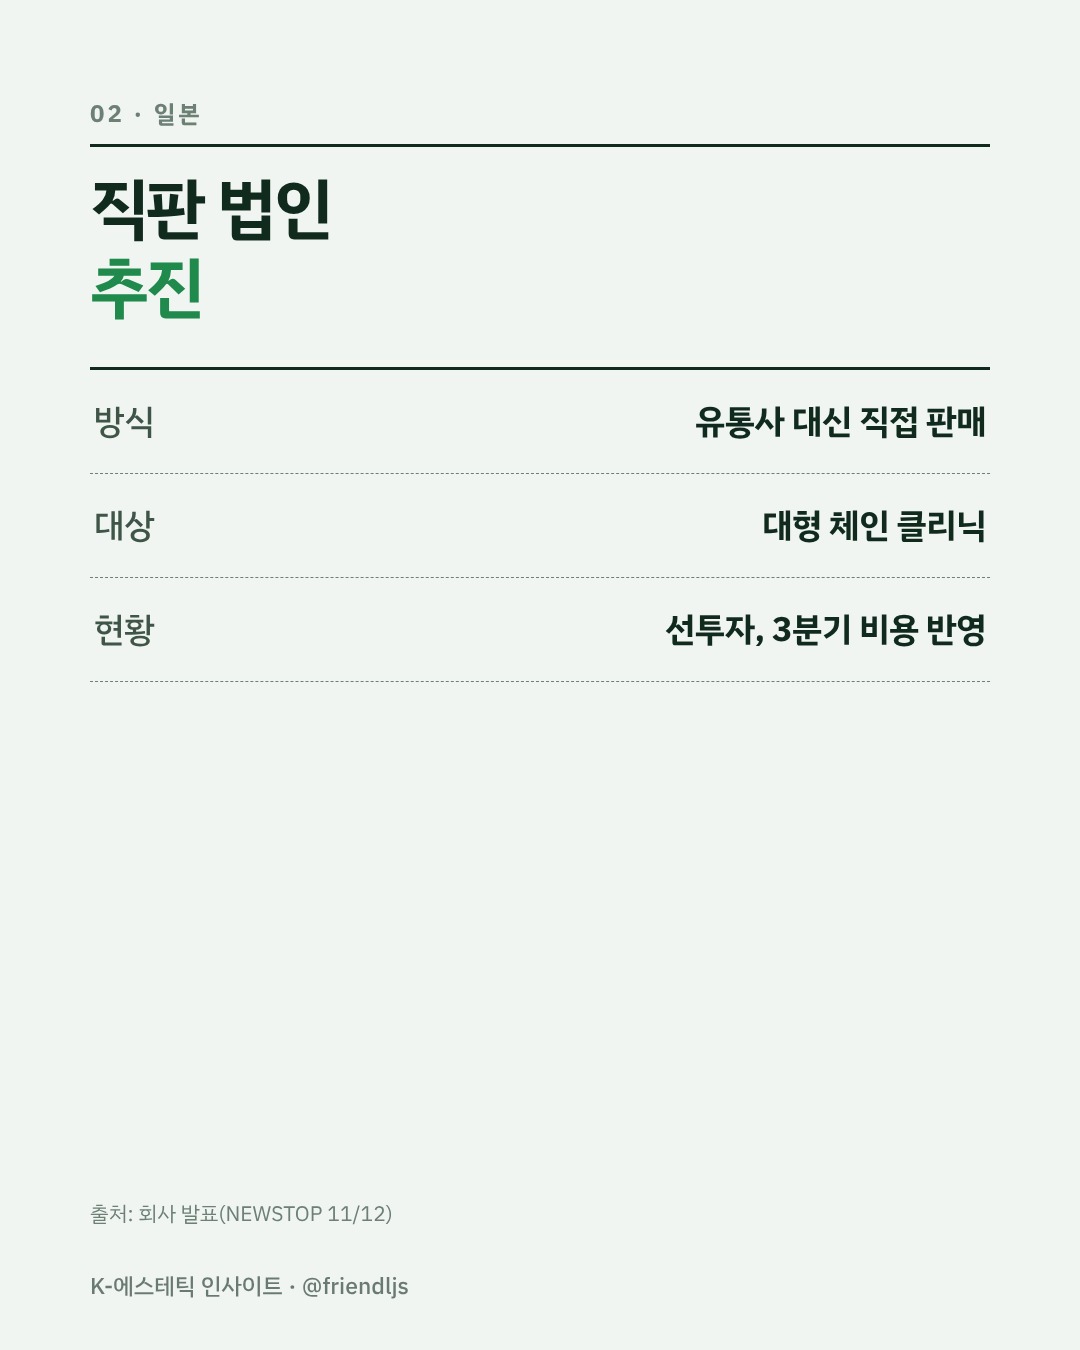 02 · 일본
직판 법인
추진
방식 유통사 대신 직접 판매
대상 대형 체인 클리닉
현황 선투자, 3분기 비용 반영
출처: 회사 발표(NEWSTOP 11/12)
K-에스테틱 인사이트 · @friendljs